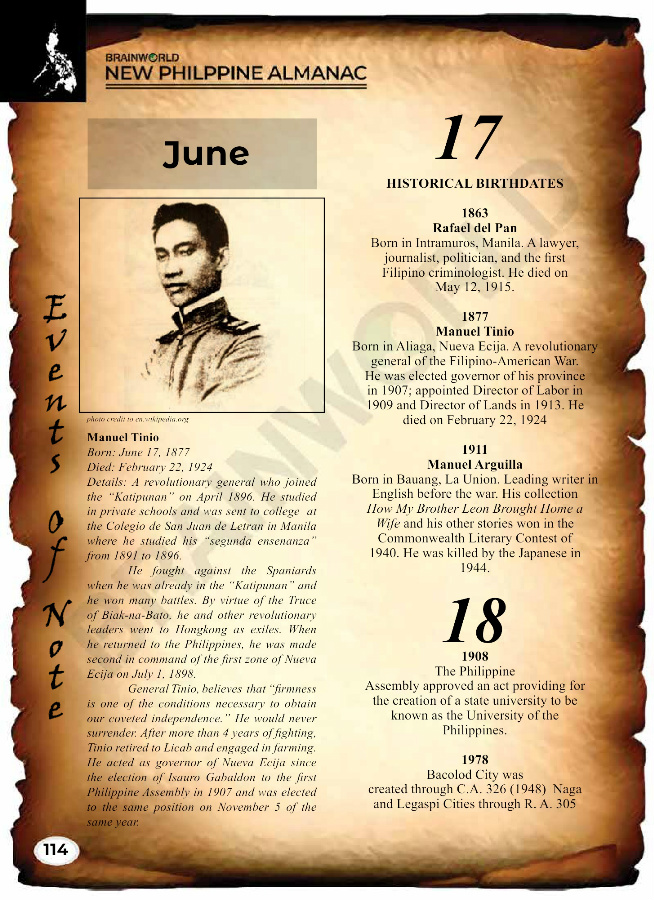 BRAINWORLD
NEW PHILPPINE ALMANAC
June
Events of Note
photo credit to en.wikipedia.org
Manuel Tinio
Born: June 17, 1877
Died: February 22, 1924
Details: A revolutionary general who joined
the “Katipunan” on April 1896. He studied
in private schools and was sent to college at
the Colegio de San Juan de Letran in Manila
where he studied his “segunda ensenanza”
from 1891 to 1896.
He fought against the Spaniards
when he was already in the “Katipunan” and
he won many battles. By virtue of the Truce
of Biak-na-Bato, he and other revolutionary
leaders went to Hongkong as exiles. When
he returned to the Philippines, he was made
second in command of the first zone of Nueva
Ecija on July 1, 1898.
General Tinio, believes that “firmness
is one of the conditions necessary to obtain
our coveted independence.” He would never
surrender. After more than 4 years of fighting,
Tinio retired to Licab and engaged in farming.
He acted as governor of Nueva Ecija since
the election of Isauro Gabaldon to the first
Philippine Assembly in 1907 and was elected
to the same position on November 5 of the
same year.
17
HISTORICAL BIRTHDATES
1863
Rafael del Pan
Born in Intramuros, Manila. A lawyer,
journalist, politician, and the first
Filipino criminologist. He died on
May 12, 1915.
1877
Manuel Tinio
Born in Aliaga, Nueva Ecija. A revolutionary
general of the Filipino-American War.
He was elected governor of his province
in 1907; appointed Director of Labor in
1909 and Director of Lands in 1913. He
died on February 22, 1924
1911
Manuel Arguilla
Born in Bauang, La Union. Leading writer in
English before the war. His collection
How My Brother Leon Brought Home a
Wife and his other stories won in the
Commonwealth Literary Contest of
1940. He was killed by the Japanese in
1944.
18
1908
The Philippine
Assembly approved an act providing for
the creation of a state university to be
known as the University of the
Philippines.
1978
Bacolod City was
created through C.A. 326 (1948) Naga
and Legaspi Cities through R. A. 305
114
BRAINWORLD